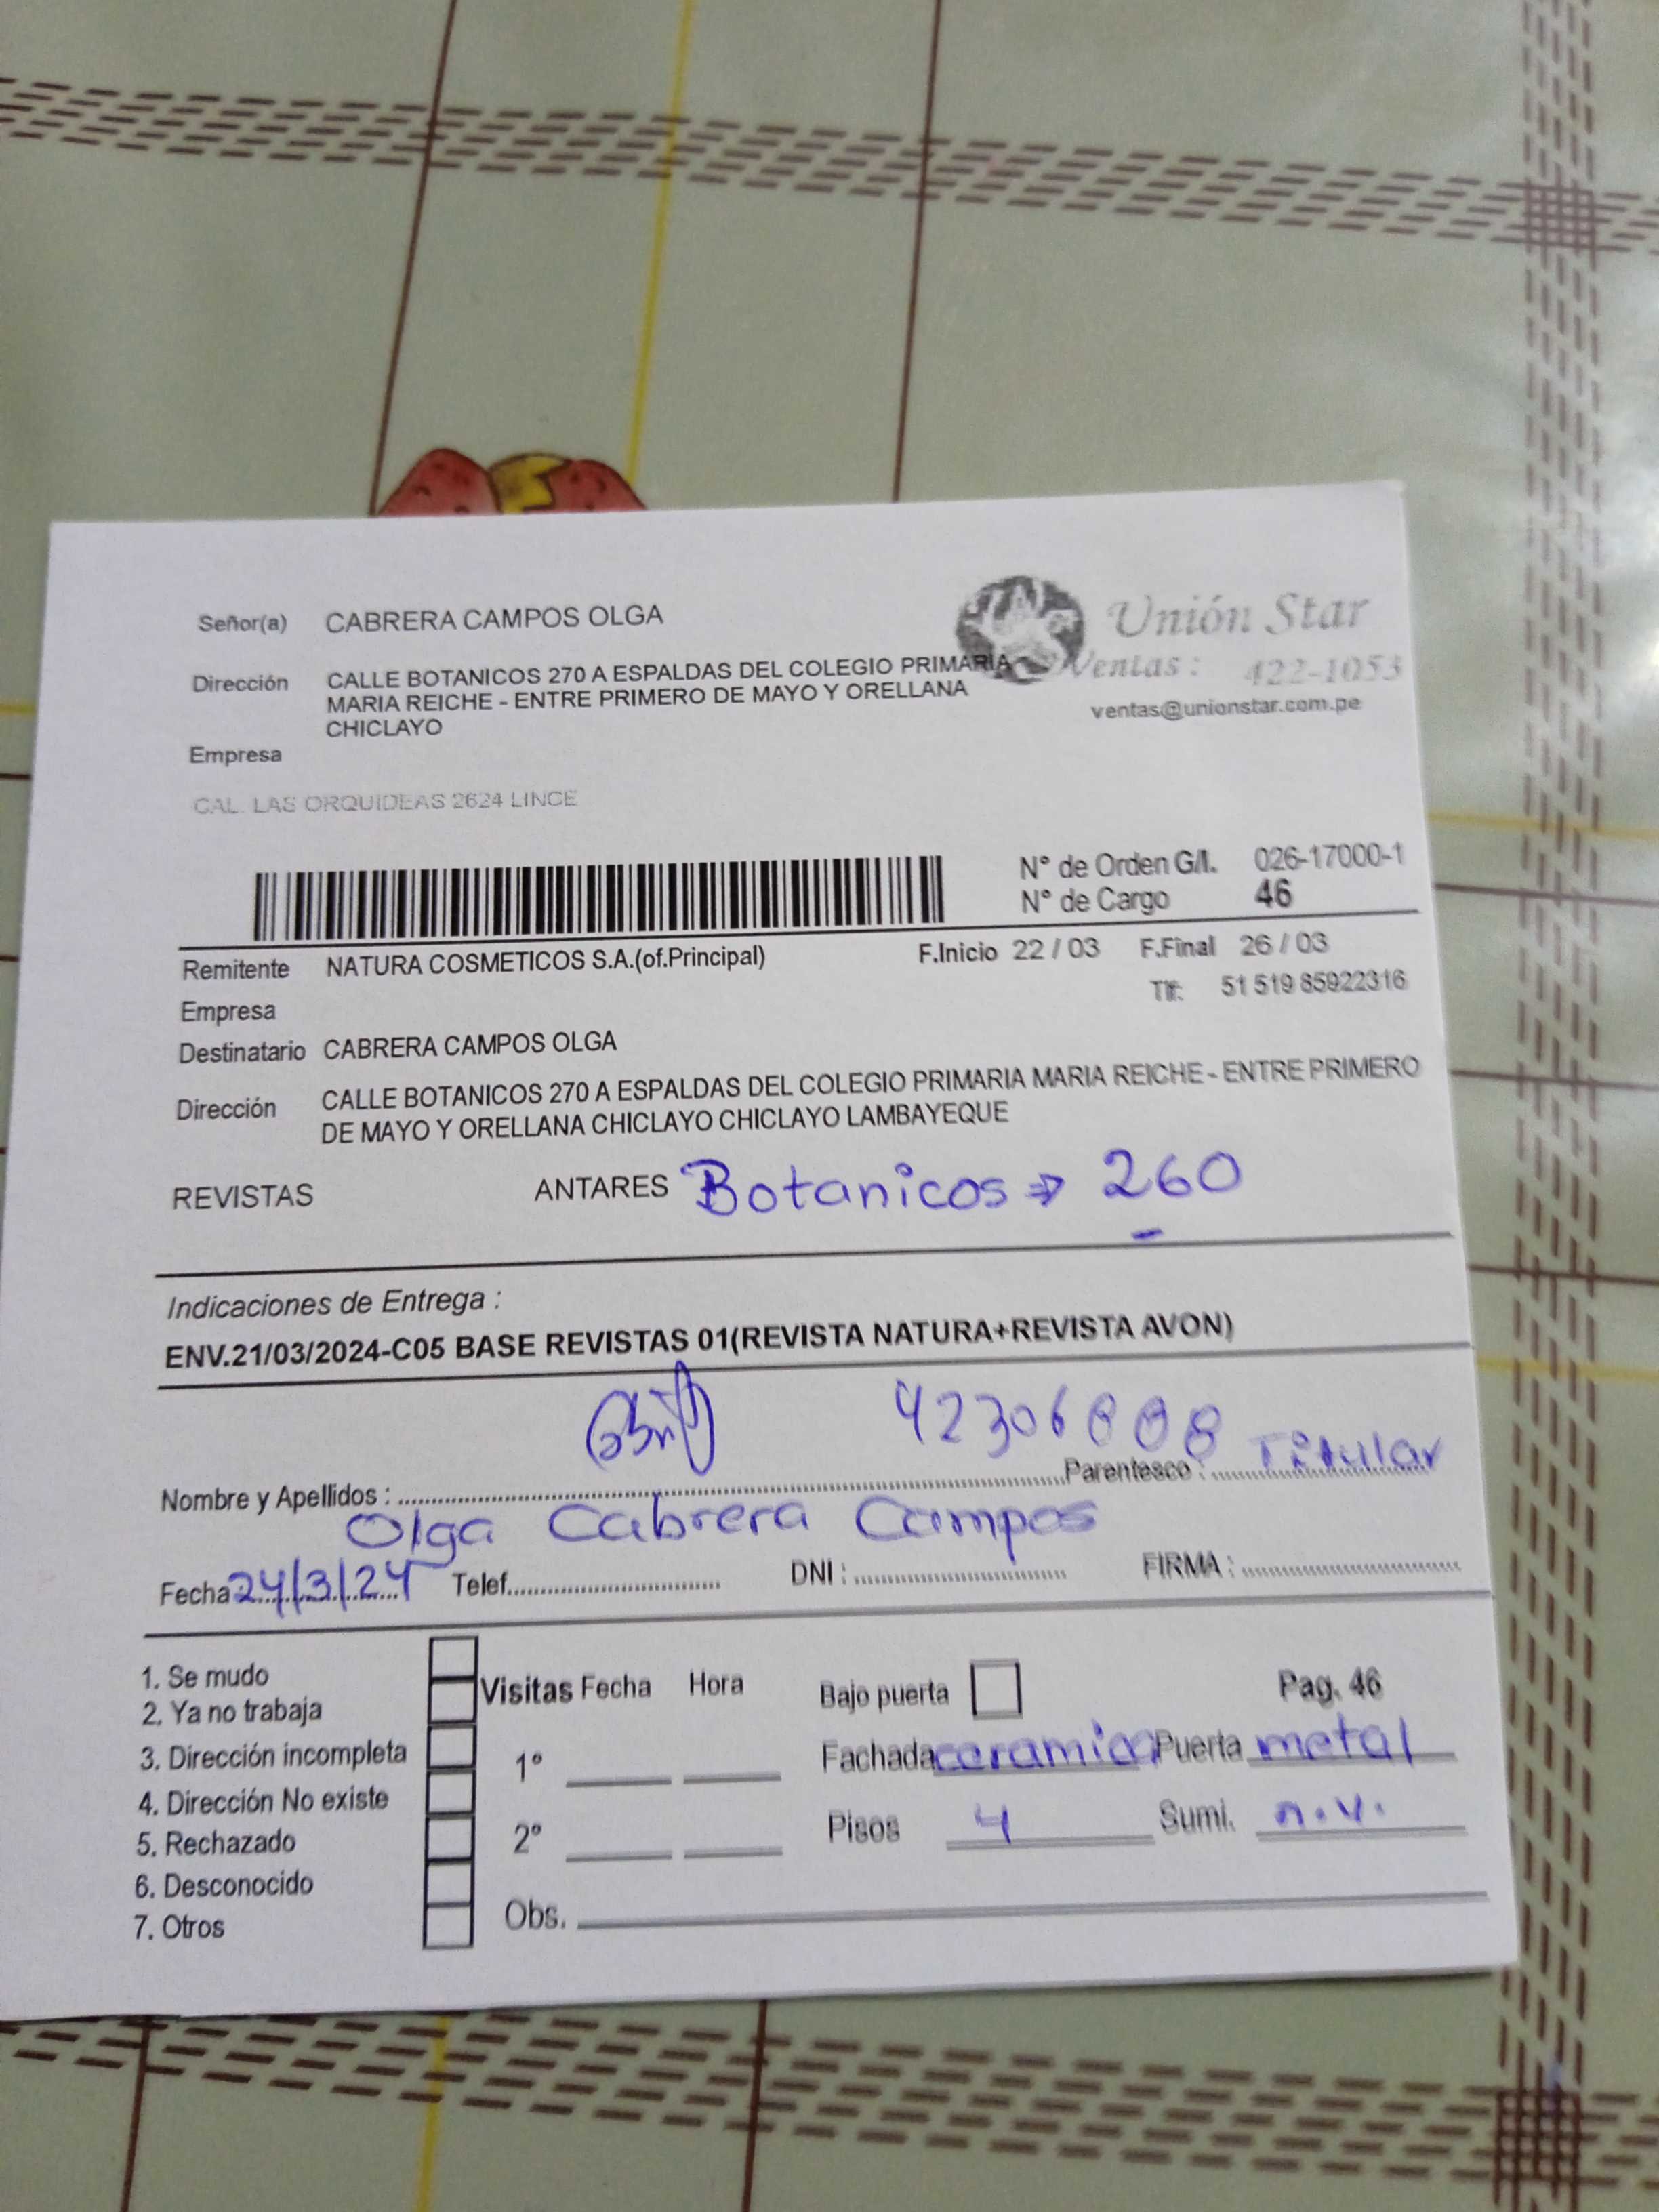 Unión Star
Ventas : 422-1053
ventas@unionstar.com.pe
Señor(a) CABRERA CAMPOS OLGA
Dirección CALLE BOTANICOS 270 A ESPALDAS DEL COLEGIO PRIMARIA
MARIA REICHE - ENTRE PRIMERO DE MAYO Y ORELLANA
CHICLAYO
Empresa
CAL. LAS ORQUIDEAS 2624 LINCE
N° de Orden G/I. 026-17000-1
N° de Cargo 46
Remitente NATURA COSMETICOS S.A.(of.Principal) F.Inicio 22 / 03 F.Final 26 / 03
Tlf: 51 519 85922316
Empresa
Destinatario CABRERA CAMPOS OLGA
Dirección CALLE BOTANICOS 270 A ESPALDAS DEL COLEGIO PRIMARIA MARIA REICHE - ENTRE PRIMERO
DE MAYO Y ORELLANA CHICLAYO CHICLAYO LAMBAYEQUE
REVISTAS ANTARES Botanicos ⇒ 260
Indicaciones de Entrega :
ENV.21/03/2024-C05 BASE REVISTAS 01(REVISTA NATURA+REVISTA AVON)
Nombre y Apellidos : Parentesco : Titular
Olga Cabrera Campos
Fecha 24/3/24 Telef. DNI : FIRMA :
1. Se mudo
2. Ya no trabaja
3. Dirección incompleta
4. Dirección No existe
5. Rechazado
6. Desconocido
7. Otros
Visitas Fecha Hora
1°
2°
Obs.
Bajo puerta Pag. 46
Fachada ceramica Puerta metal
Pisos 4 Sumi. n.v.